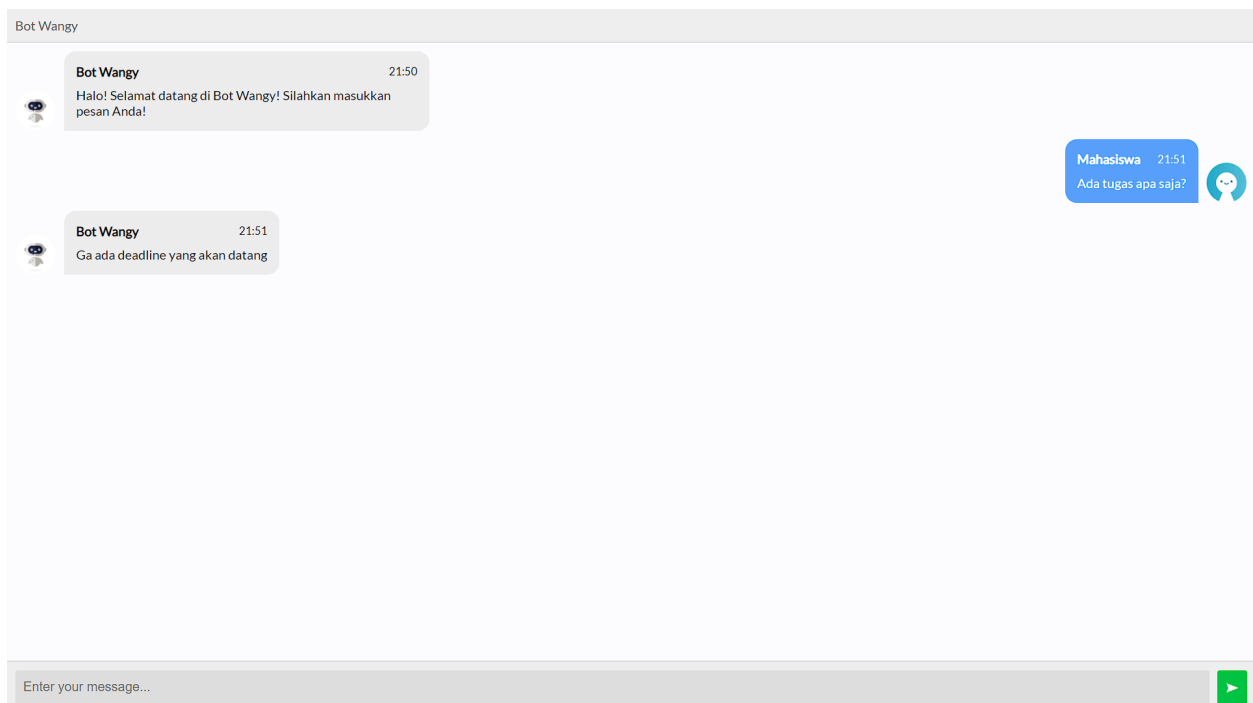 Bot Wangy
Bot Wangy 21:50
Halo! Selamat datang di Bot Wangy! Silahkan masukkan
pesan Anda!
Mahasiswa 21:51
Ada tugas apa saja?
Bot Wangy 21:51
Ga ada deadline yang akan datang
Enter your message...